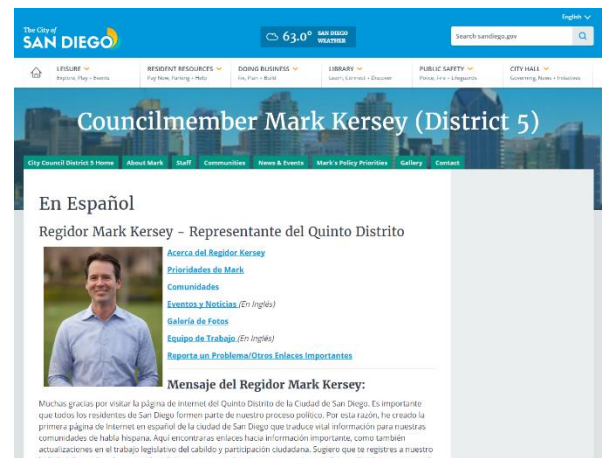 English
The City of
SAN DIEGO
63.0° SAN DIEGO WEATHER
Search sandiego.gov
LEISURE
Explore, Play + Events
RESIDENT RESOURCES
Pay Now, Parking + Help
DOING BUSINESS
Fix, Plan + Build
LIBRARY
Learn, Connect + Discover
PUBLIC SAFETY
Police, Fire + Lifeguards
CITY HALL
Governing, News + Initiatives
Councilmember Mark Kersey (District 5)
City Council District 5 Home About Mark Staff Communities News & Events Mark's Policy Priorities Gallery Contact
En Español
Regidor Mark Kersey – Representante del Quinto Distrito
Acerca del Regidor Kersey
Prioridades de Mark
Comunidades
Eventos y Noticias (En Inglés)
Galería de Fotos
Equipo de Trabajo (En Inglés)
Reporta un Problema/Otros Enlaces Importantes
Mensaje del Regidor Mark Kersey:
Muchas gracias por visitar la página de internet del Quinto Distrito de la Ciudad de San Diego. Es importante
que todos los residentes de San Diego formen parte de nuestro proceso político. Por esta razón, he creado la
primera página de Internet en español de la ciudad de San Diego que traduce vital información para nuestras
comunidades de habla hispana. Aquí encontraras enlaces hacia información importante, como también
actualizaciones en el trabajo legislativo del cabildo y participación ciudadana. Sugiero que te registres a nuestro